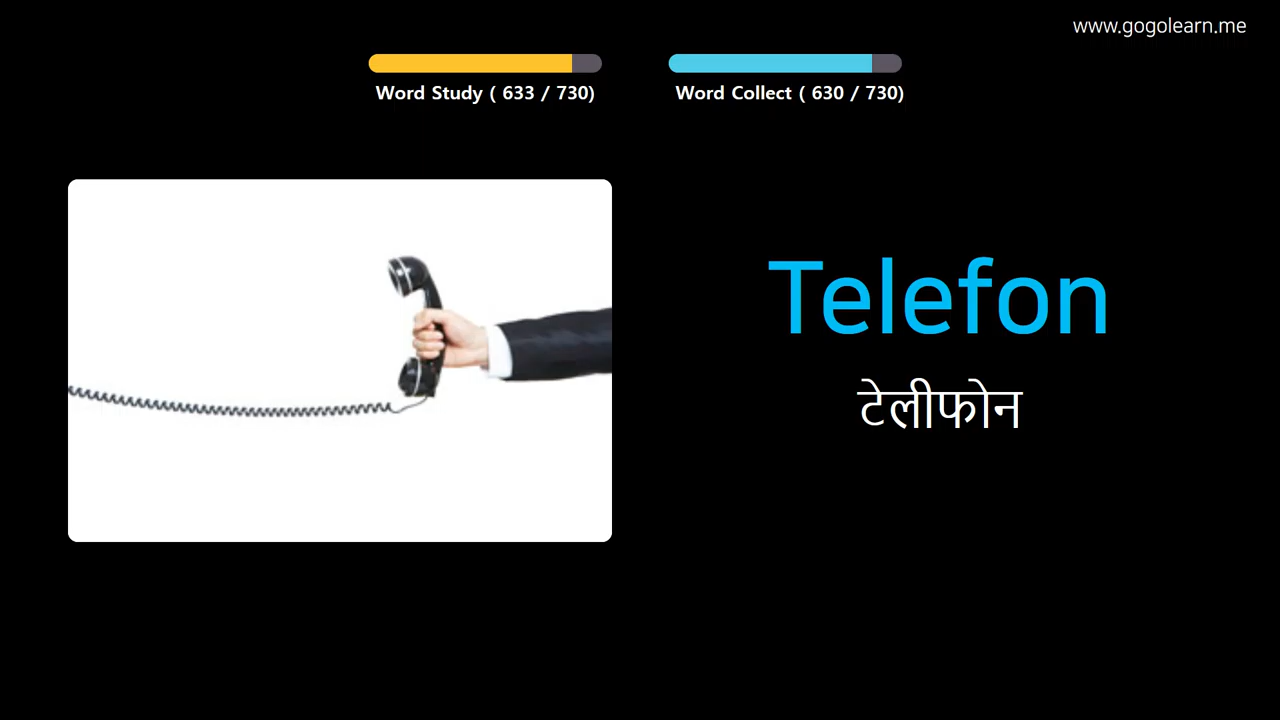 www.gogolearn.me
Word Study ( 633 / 730)
Word Collect ( 630 / 730)
Telefon
टेलीफोन